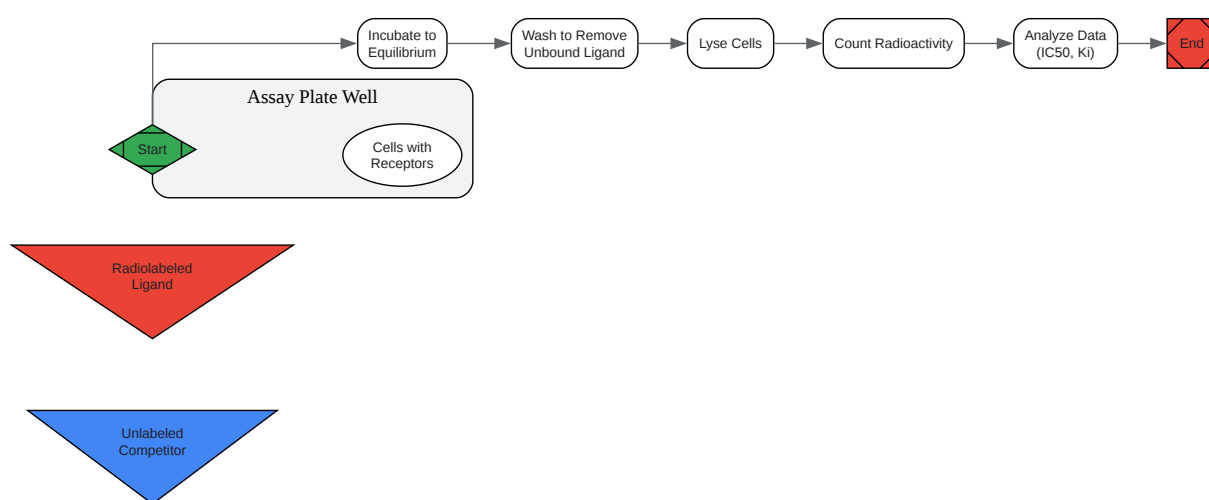 Incubate to
Equilibrium
Wash to Remove
Unbound Ligand
Lyse Cells
Count Radioactivity
Analyze Data
(IC50, Ki)
End
Assay Plate Well
Start
Cells with
Receptors
Radiolabeled
Ligand
Unlabeled
Competitor